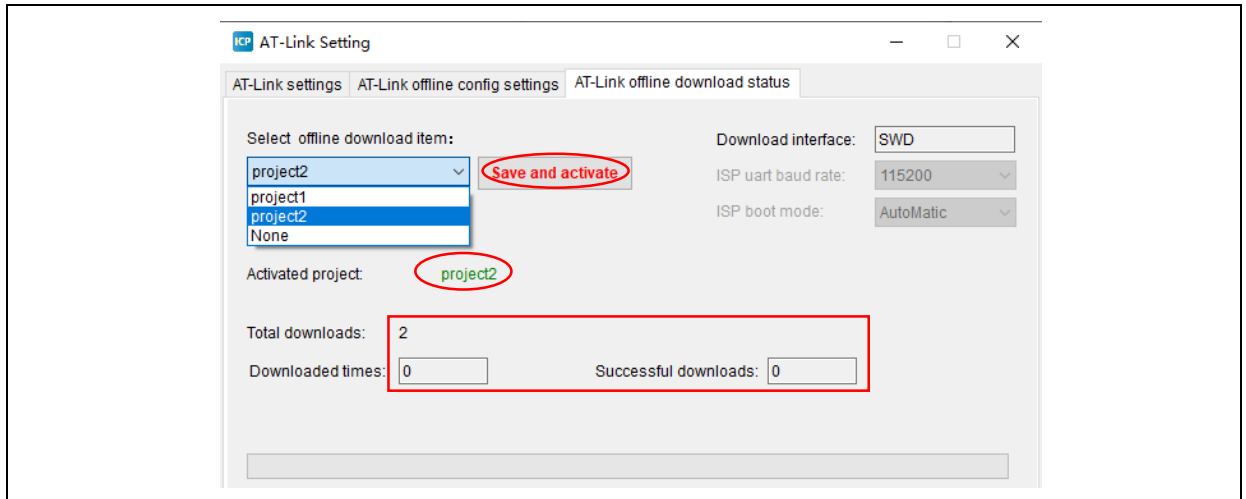 ICP AT-Link Setting
AT-Link settings AT-Link offline config settings AT-Link offline download status
Select offline download item:
Download interface: SWD
project2 Save and activate
ISP uart baud rate: 115200
project1
project2
ISP boot mode: AutoMatic
None
Activated project: project2
Total downloads: 2
Downloaded times: 0 Successful downloads: 0